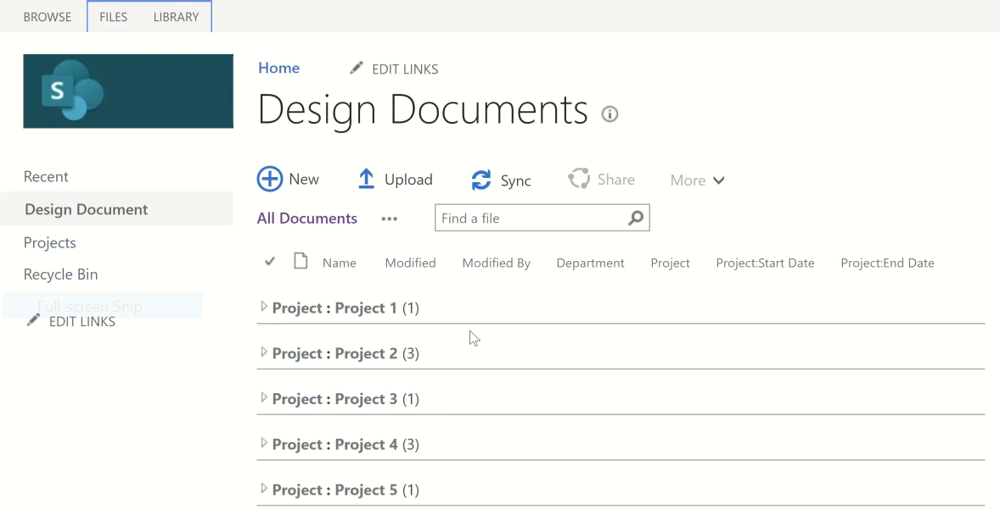 BROWSE FILES LIBRARY
S
Home EDIT LINKS
Design Documents
New Upload Sync Share More
All Documents ... Find a file
Name Modified Modified By Department Project Project:Start Date Project:End Date
Project : Project 1 (1)
Project : Project 2 (3)
Project : Project 3 (1)
Project : Project 4 (3)
Project : Project 5 (1)
Recent
Design Document
Projects
Recycle Bin
Full-screen Snip
EDIT LINKS